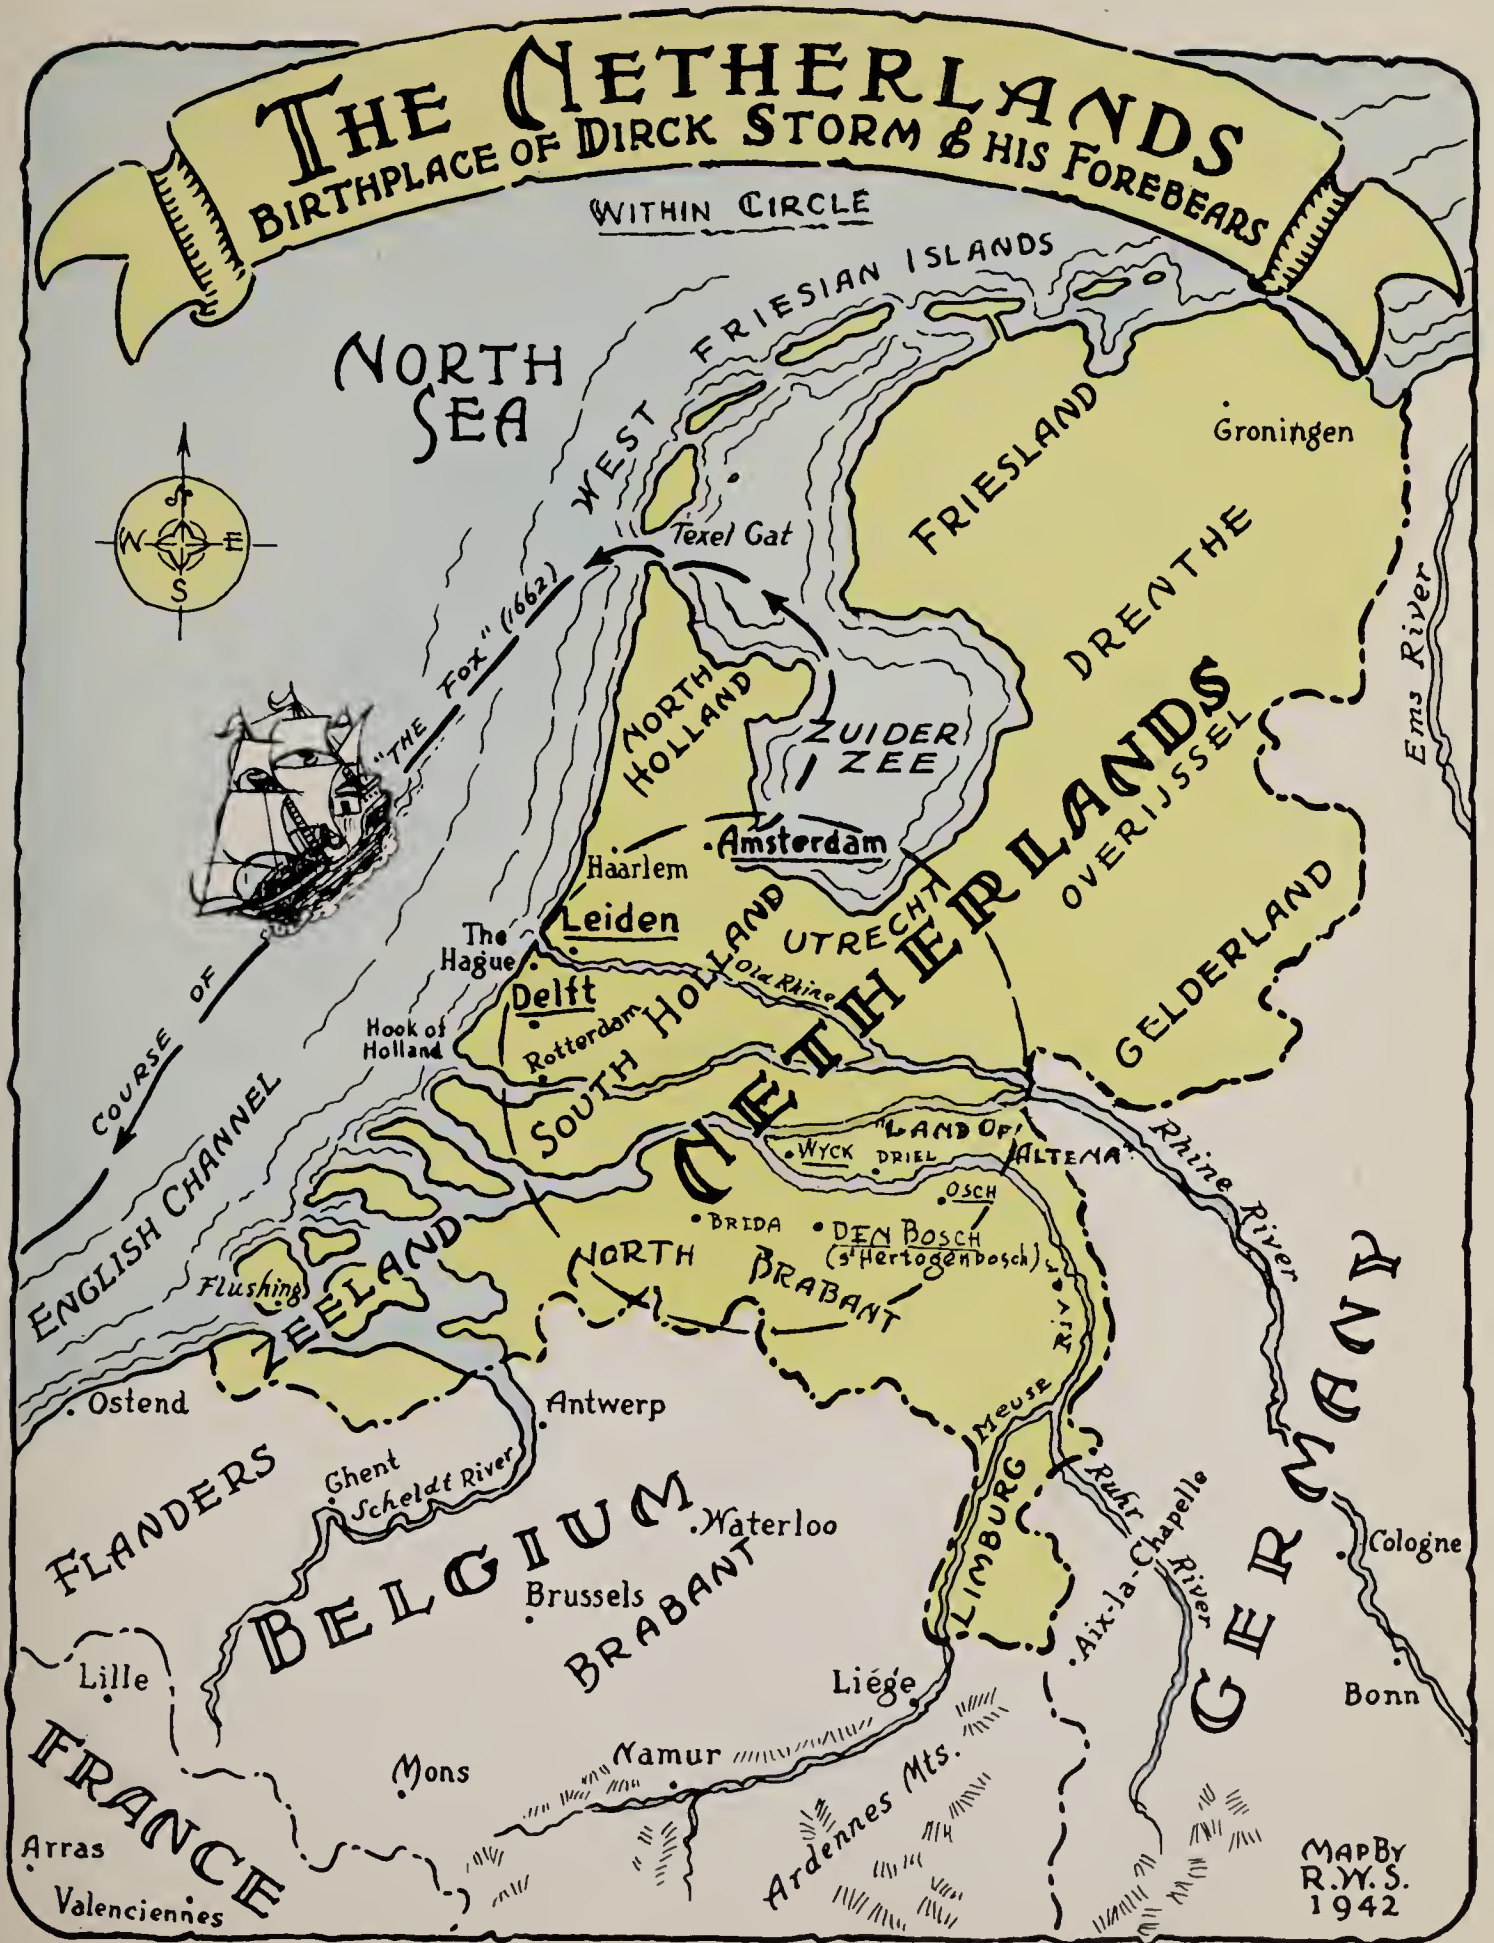 THE NETHERLANDS
BIRTHPLACE OF DIRCK STORM & HIS FOREBEARS
WITHIN CIRCLE
WEST FRIESIAN ISLANDS
NORTH
SEA
Groningen
FRIESLAND
N
W E
S
Texel Gat
DRENTHE
Ems River
COURSE OF "THE FOX" (1662)
NORTH
HOLLAND
ZUIDER
ZEE
NETHERLANDS
OVERIJSSEL
Amsterdam
Haarlem
GELDERLAND
Leiden
UTRECHT
The
Hague
Old Rhine
Delft
SOUTH HOLLAND
Rotterdam
Hook of
Holland
ENGLISH CHANNEL
"LAND OF
ALTENA"
WYCK
DRIEL
Rhine River
OSCH
BRIDA
DEN BOSCH
(s'Hertogenbosch)
NORTH BRABANT
Flushing
ZEELAND
Meuse Riv.
Ostend
Antwerp
GERMANY
FLANDERS
Ghent
Scheldt River
LIMBURG
Ruhr River
BELGIUM
Waterloo
Aix-la-Chapelle
Cologne
Brussels
BRABANT
Lille
Liége
Bonn
FRANCE
Mons
Namur
Ardennes Mts.
Arras
Valenciennes
MAP BY
R.W.S.
1942